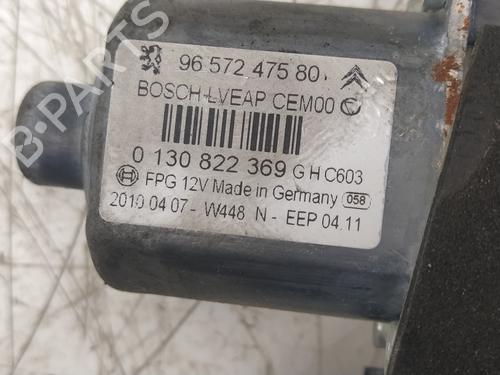 96 572 475 80
BOSCH-LVEAP CEM00 C
0 130 822 369 G H C603
FPG 12V Made in Germany 058
2010 04 07 - W448 N - EEP 04.11